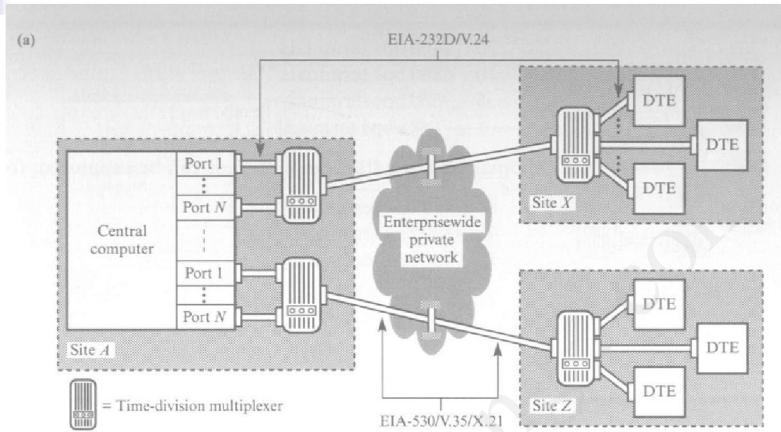 (a)
EIA-232D/V.24
DTE
DTE
DTE
Site X
Port 1
Port N
Central
computer
Port 1
Port N
Site A
Enterprisewide
private
network
DTE
DTE
DTE
Site Z
= Time-division multiplexer
EIA-530/V.35/X.21